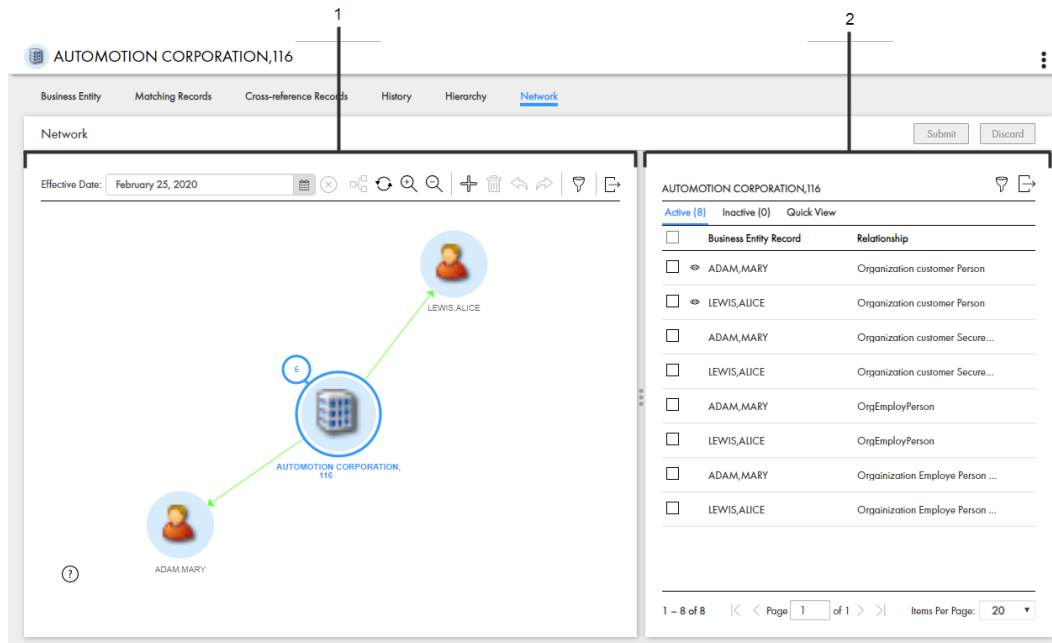 1
2
AUTOMOTION CORPORATION,116
Business Entity Matching Records Cross-reference Records History Hierarchy Network
Network
Submit Discard
Effective Date: February 25, 2020
LEWIS,ALICE
6
AUTOMOTION CORPORATION,
116
ADAM,MARY
?
AUTOMOTION CORPORATION,116
Active (8) Inactive (0) Quick View
Business Entity Record Relationship
ADAM,MARY Organization customer Person
LEWIS,ALICE Organization customer Person
ADAM,MARY Organization customer Secure...
LEWIS,ALICE Organization customer Secure...
ADAM,MARY OrgEmployPerson
LEWIS,ALICE OrgEmployPerson
ADAM,MARY Orgainization Employe Person ...
LEWIS,ALICE Orgainization Employe Person ...
1 – 8 of 8 Page 1 of 1 Items Per Page: 20